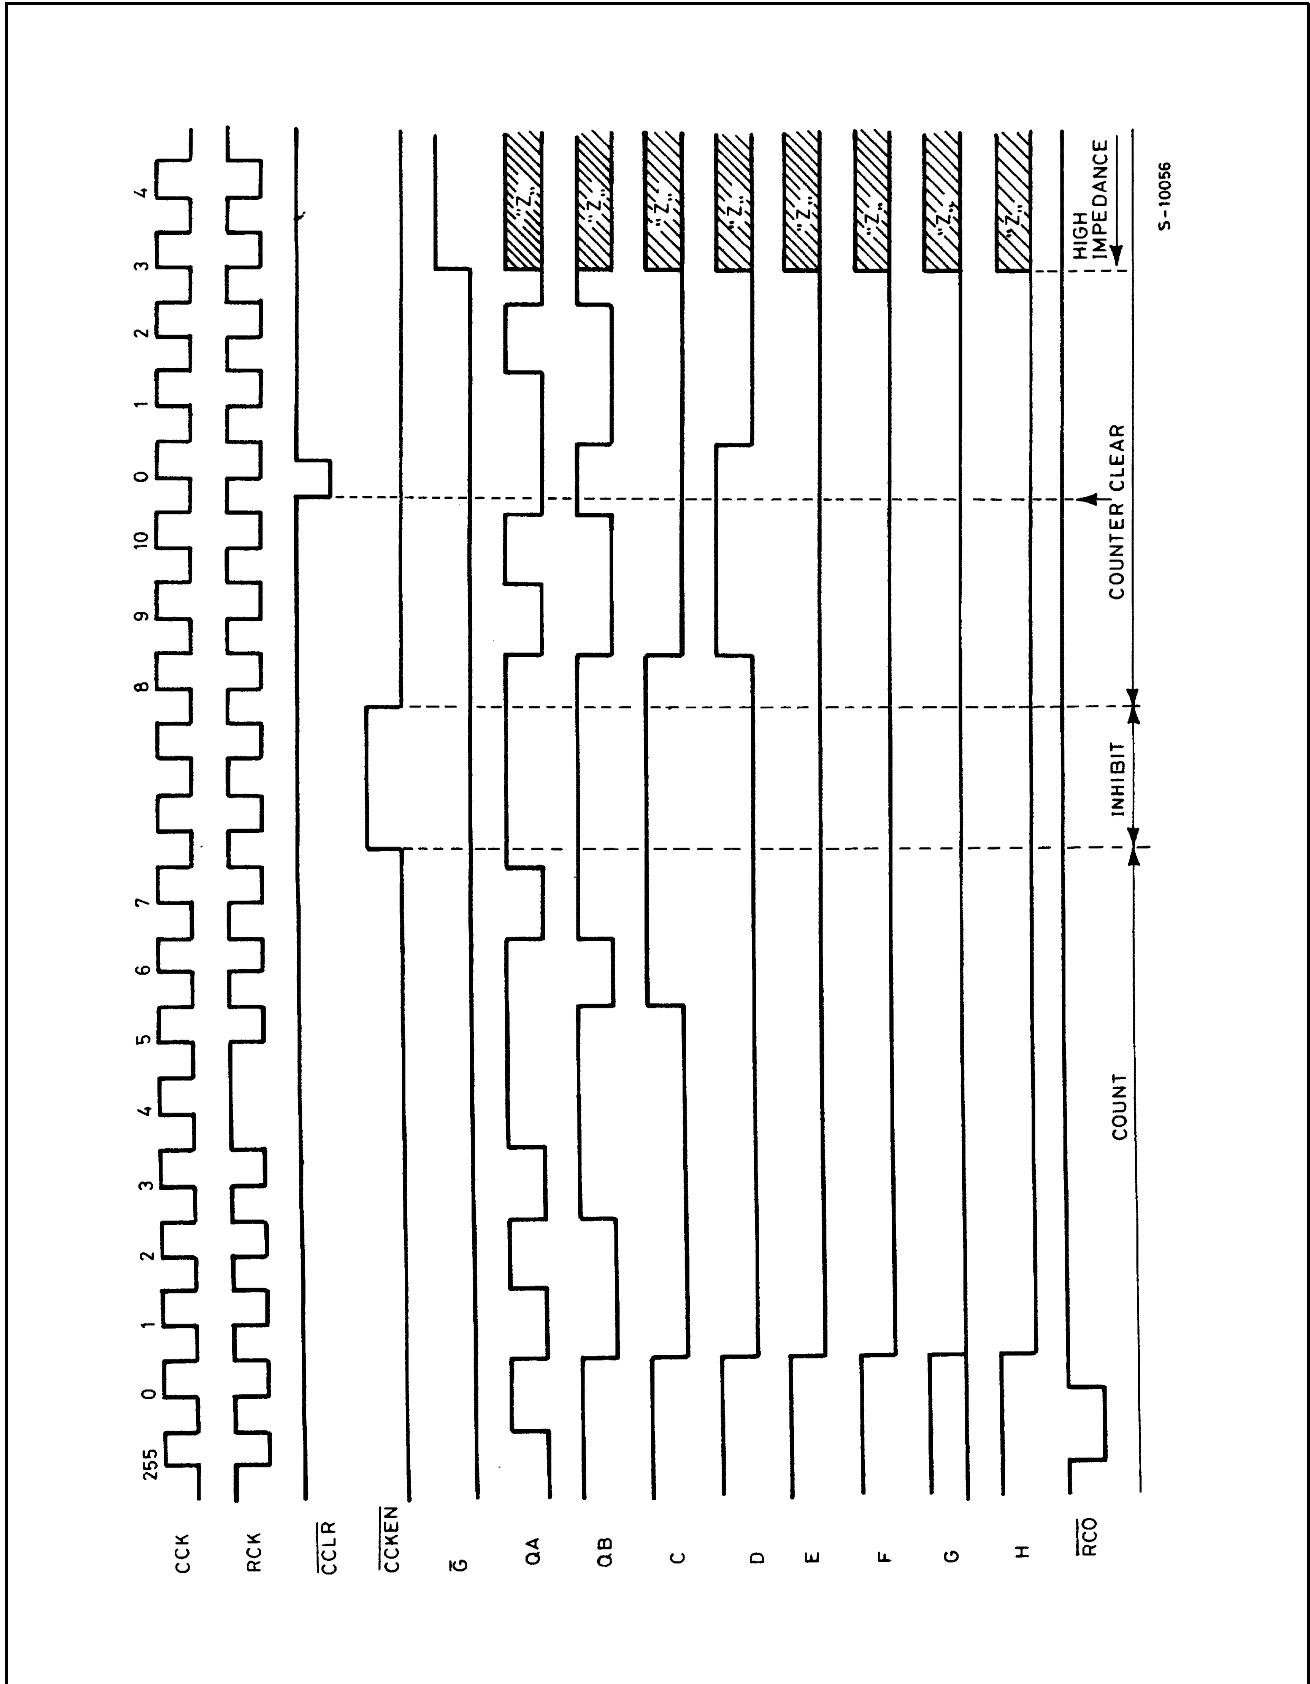 CCK
255 0 1 2 3 4 5 6 7 8 9 10 0 1 2 3 4
RCK
CCLR
CCKEN
G
QA
"Z"
QB
"Z"
C
"Z"
D
"Z"
E
"Z"
F
"Z"
G
"Z"
H
"Z"
RCO
COUNT
INHIBIT
COUNTER CLEAR
HIGH
IMPEDANCE
S-10056